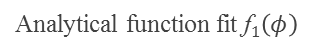 Analytical function fit f₁(ϕ)